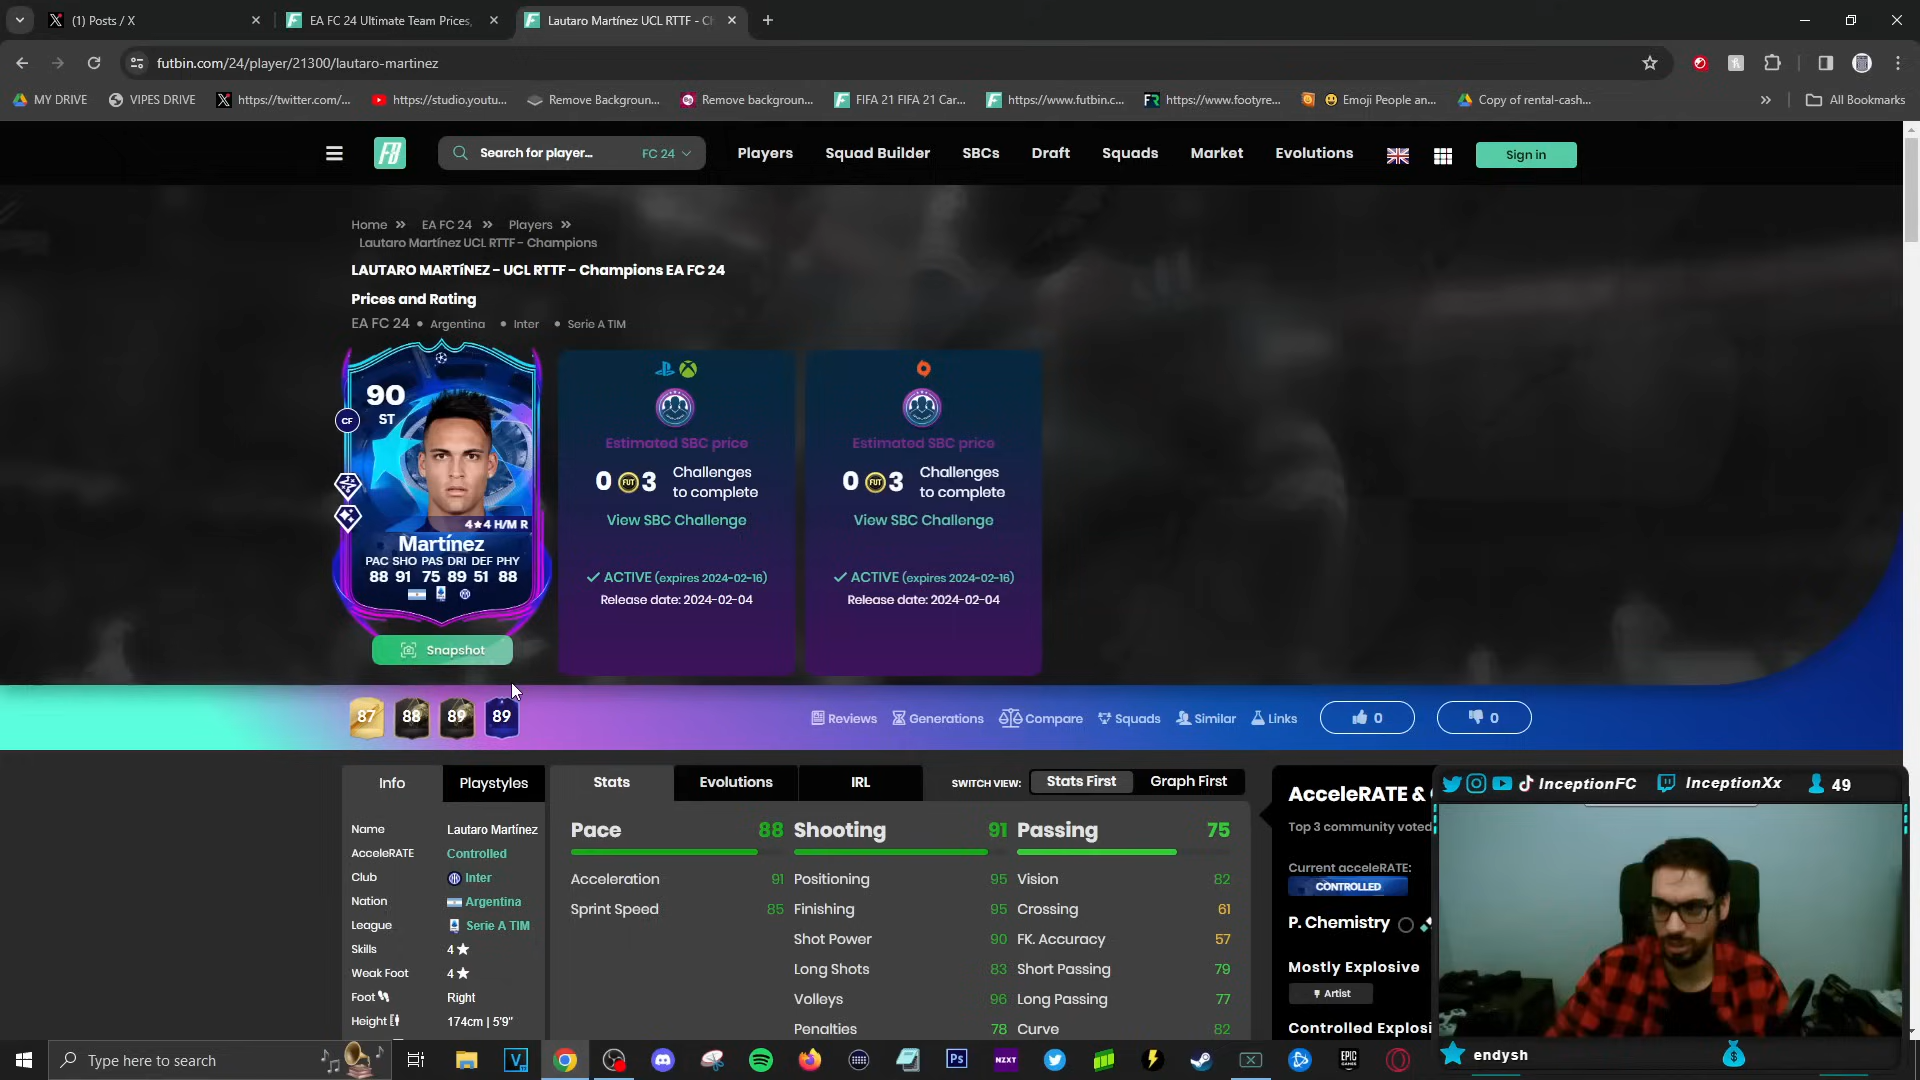 (1) Posts / X
EA FC 24 Ultimate Team Prices,
Lautaro Martínez UCL RTTF - C
futbin.com/24/player/21300/lautaro-martinez
MY DRIVE
VIPES DRIVE
https://twitter.com/...
https://studio.youtu...
Remove Backgroun...
Remove backgroun...
FIFA 21 FIFA 21 Car...
https://www.futbin.c...
https://www.footyre...
Emoji People an...
Copy of rental-cash...
All Bookmarks
FB
Search for player...
FC 24
Players
Squad Builder
SBCs
Draft
Squads
Market
Evolutions
Sign in
Home » EA FC 24 » Players »
Lautaro Martínez UCL RTTF - Champions
LAUTARO MARTíNEZ - UCL RTTF - Champions EA FC 24
Prices and Rating
EA FC 24 • Argentina • Inter • Serie A TIM
90
ST
CF
4★4 H/M R
Martínez
PAC SHO PAS DRI DEF PHY
88 91 75 89 51 88
Snapshot
Estimated SBC price
0 FUT 3 Challenges
to complete
View SBC Challenge
ACTIVE (expires 2024-02-16)
Release date: 2024-02-04
Estimated SBC price
0 FUT 3 Challenges
to complete
View SBC Challenge
ACTIVE (expires 2024-02-16)
Release date: 2024-02-04
87 88 89 89
Reviews
Generations
Compare
Squads
Similar
Links
0
0
Info
Playstyles
Name Lautaro Martínez
AcceleRATE Controlled
Club Inter
Nation Argentina
League Serie A TIM
Skills 4★
Weak Foot 4★
Foot Right
Height 174cm | 5'9"
Stats
Evolutions
IRL
SWITCH VIEW:
Stats First
Graph First
Pace 88
Acceleration 91
Sprint Speed 85
Shooting 91
Positioning 95
Finishing 95
Shot Power 90
Long Shots 83
Volleys 96
Penalties 78
Passing 75
Vision 82
Crossing 61
FK. Accuracy 57
Short Passing 79
Long Passing 77
Curve 82
AcceleRATE &
Top 3 community voted
Current acceleRATE:
CONTROLLED
P. Chemistry
Mostly Explosive
Artist
Controlled Explosi
InceptionFC
InceptionXx
49
endysh
Type here to search
V
Ps
NZXT
EPIC
GAMES